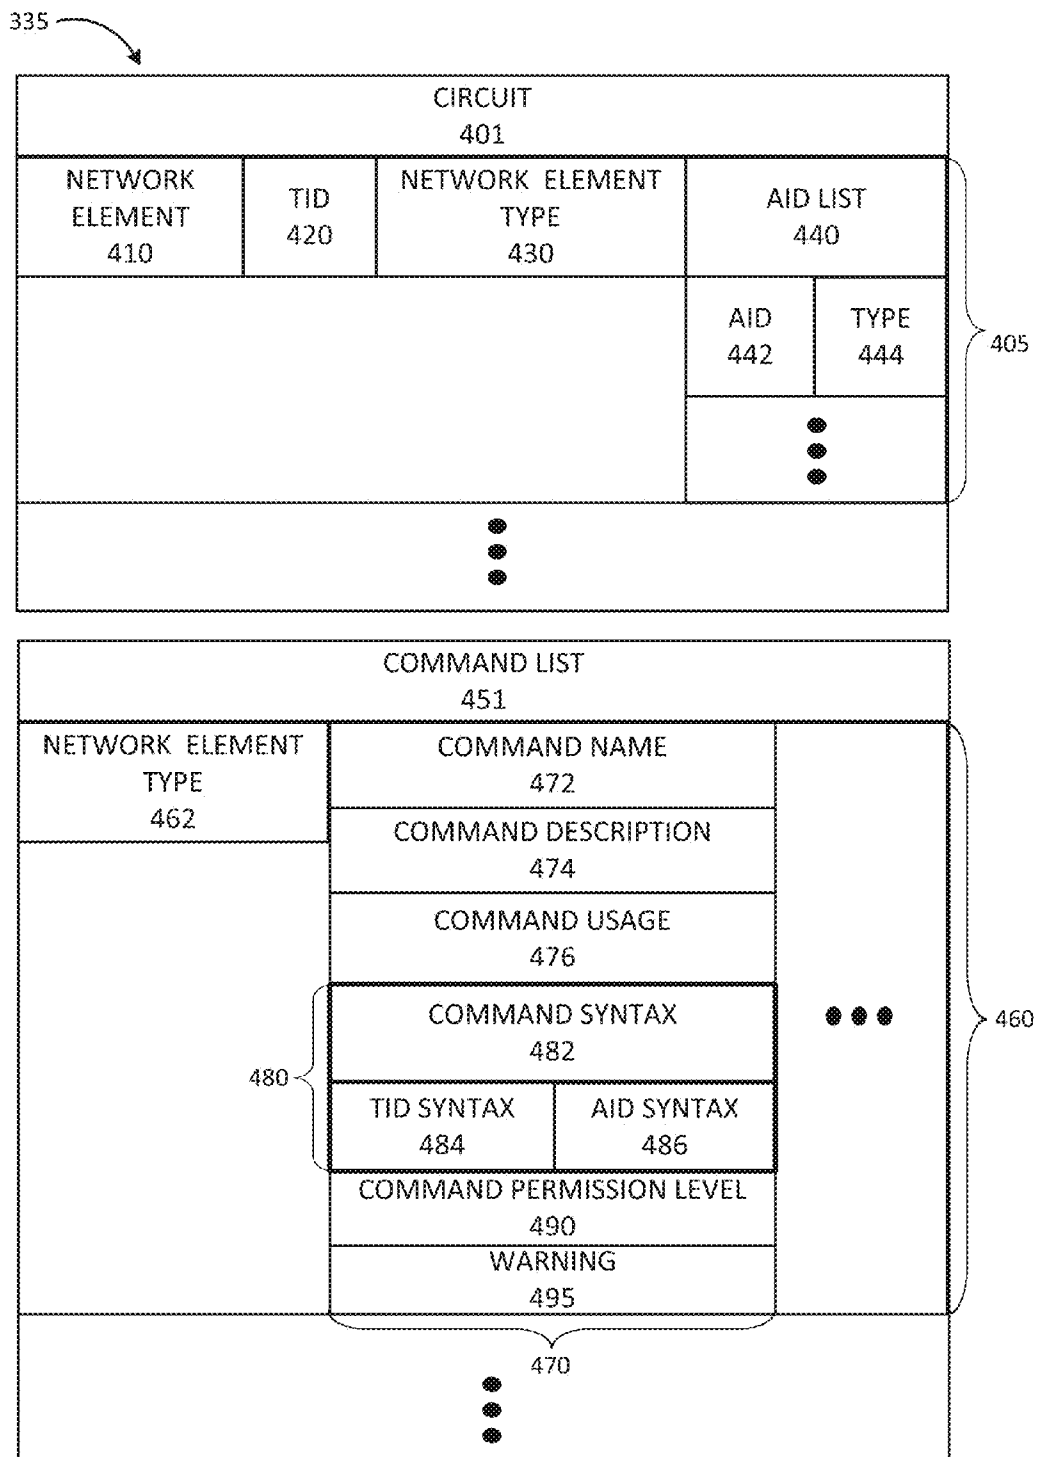 335
CIRCUIT
401
NETWORK
ELEMENT
410
TID
420
NETWORK ELEMENT
TYPE
430
AID LIST
440
AID
442
TYPE
444
405
COMMAND LIST
451
NETWORK ELEMENT
TYPE
462
COMMAND NAME
472
COMMAND DESCRIPTION
474
COMMAND USAGE
476
COMMAND SYNTAX
482
480
TID SYNTAX
484
AID SYNTAX
486
COMMAND PERMISSION LEVEL
490
WARNING
495
460
470